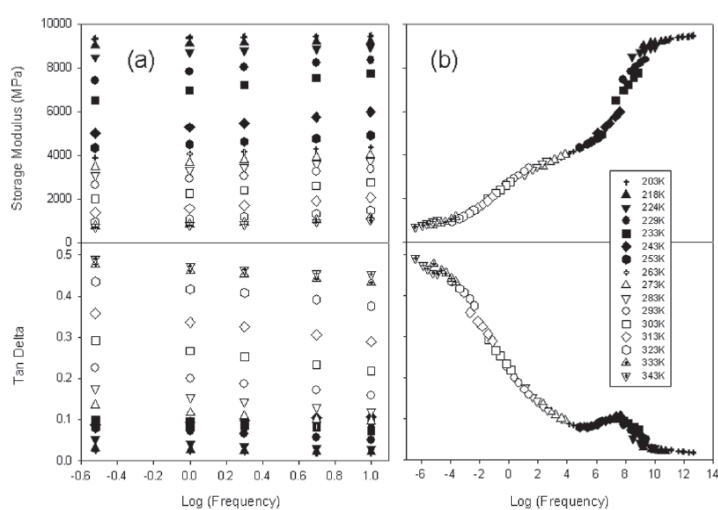 10000
8000
6000
4000
2000
0
Storage Modulus (MPa)
(a)
(b)
203K
218K
224K
229K
233K
243K
253K
263K
273K
283K
293K
303K
313K
323K
333K
343K
0.5
0.4
0.3
0.2
0.1
0.0
Tan Delta
-0.6 -0.4 -0.2 0.0 0.2 0.4 0.6 0.8 1.0
-6 -4 -2 0 2 4 6 8 10 12 14
Log (Frequency)
Log (Frequency)